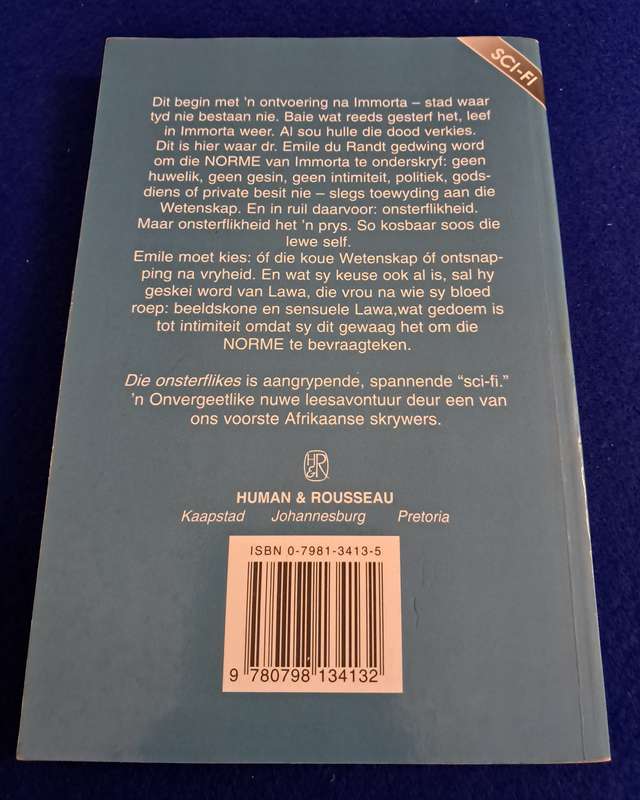 SCI-FI
Dit begin met 'n ontvoering na Immorta – stad waar
tyd nie bestaan nie. Baie wat reeds gesterf het, leef
in Immorta weer. Al sou hulle die dood verkies.
Dit is hier waar dr. Emile du Randt gedwing word
om die NORME van Immorta te onderskryf: geen
huwelik, geen gesin, geen intimiteit, politiek, gods-
diens of private besit nie – slegs toewyding aan die
Wetenskap. En in ruil daarvoor: onsterflikheid.
Maar onsterflikheid het 'n prys. So kosbaar soos die
lewe self.
Emile moet kies: óf die koue Wetenskap óf ontsnap-
ping na vryheid. En wat sy keuse ook al is, sal hy
geskei word van Lawa, die vrou na wie sy bloed
roep: beeldskone en sensuele Lawa,wat gedoem is
tot intimiteit omdat sy dit gewaag het om die
NORME te bevraagteken.
Die onsterflikes is aangrypende, spannende "sci-fi."
'n Onvergeetlike nuwe leesavontuur deur een van
ons voorste Afrikaanse skrywers.
H&R
HUMAN & ROUSSEAU
Kaapstad Johannesburg Pretoria
ISBN 0-7981-3413-5
9 780798 134132